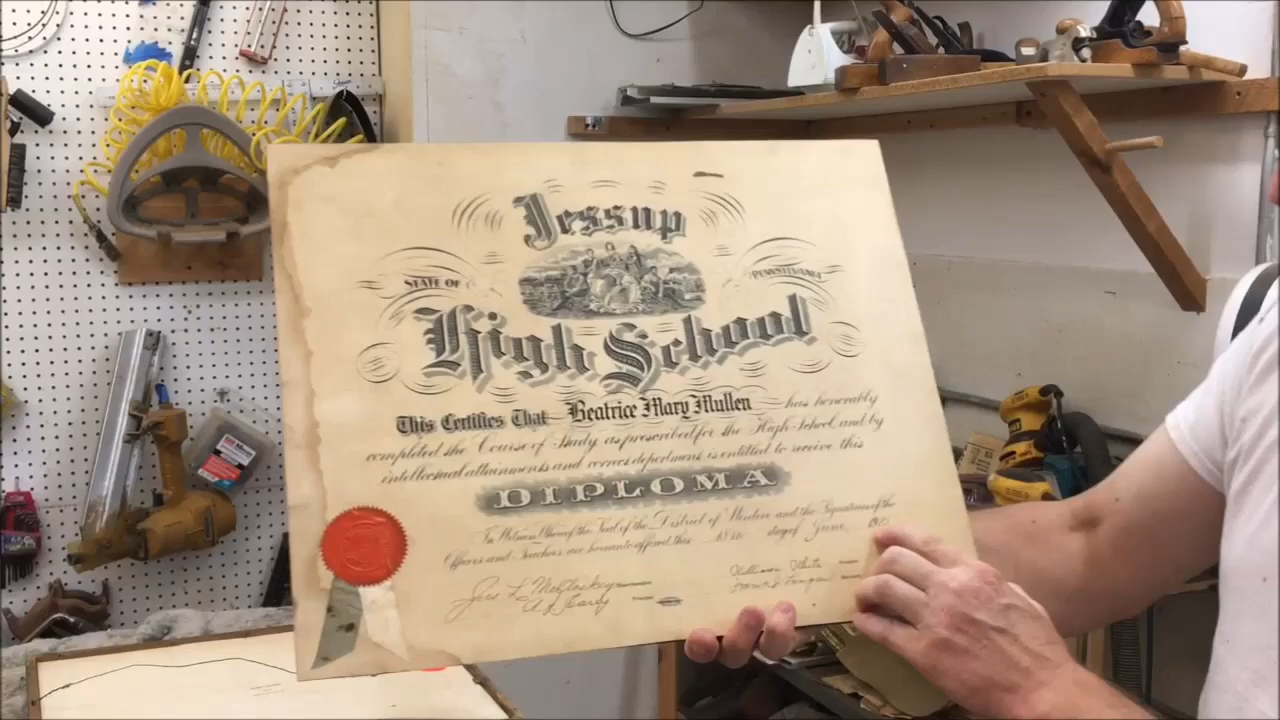 Jessup
STATE OF PENNSYLVANIA
High School
This Certifies That Beatrice Mary Mullen has honorably
completed the Course of Study as prescribed for the High-School, and by
intellectual attainments and correct deportment is entitled to receive this
DIPLOMA
In Witness Whereof the Seal of the District of and the Signatures of the
Officers and Teachers are hereunto affixed this day of June